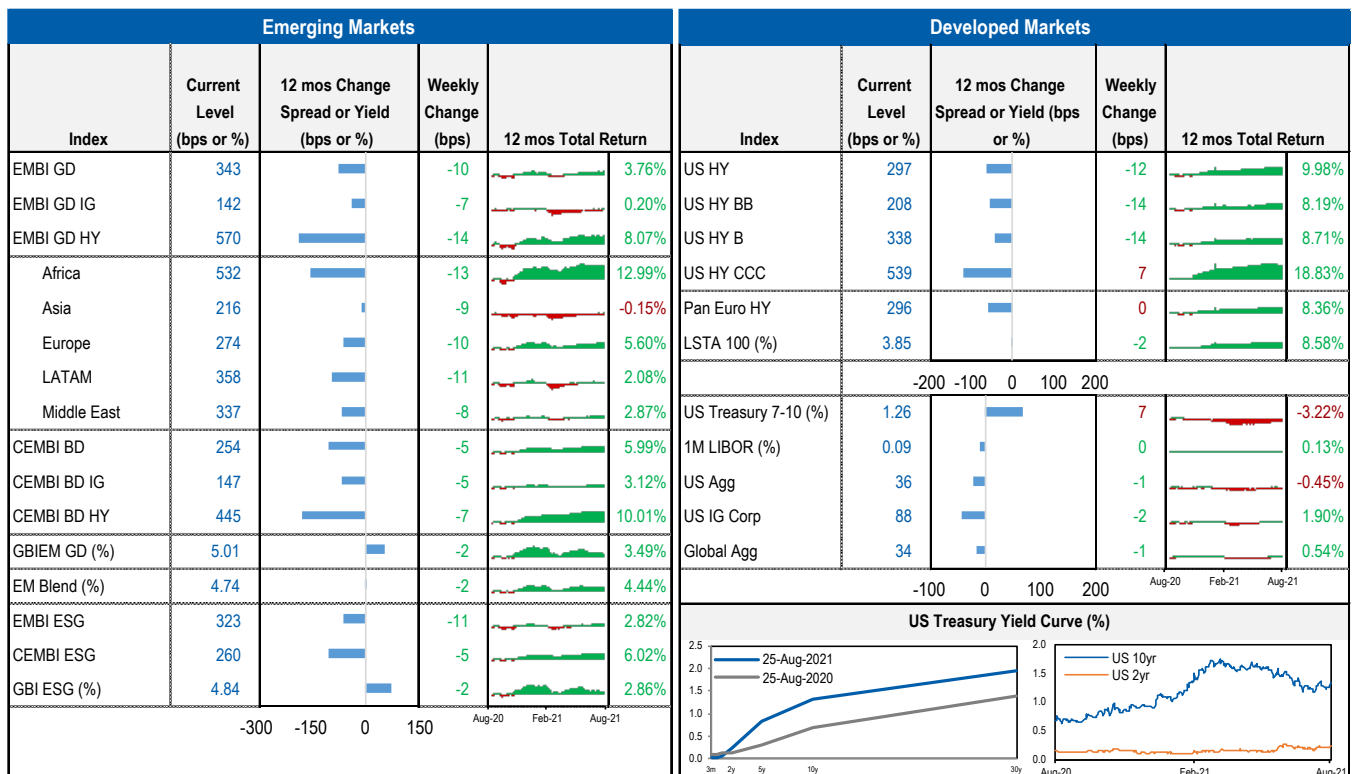 Emerging Markets
Index
Current Level (bps or %)
12 mos Change Spread or Yield (bps or %)
Weekly Change (bps)
12 mos Total Return
EMBI GD 343 -10 3.76%
EMBI GD IG 142 -7 0.20%
EMBI GD HY 570 -14 8.07%
Africa 532 -13 12.99%
Asia 216 -9 -0.15%
Europe 274 -10 5.60%
LATAM 358 -11 2.08%
Middle East 337 -8 2.87%
CEMBI BD 254 -5 5.99%
CEMBI BD IG 147 -5 3.12%
CEMBI BD HY 445 -7 10.01%
GBIEM GD (%) 5.01 -2 3.49%
EM Blend (%) 4.74 -2 4.44%
EMBI ESG 323 -11 2.82%
CEMBI ESG 260 -5 6.02%
GBI ESG (%) 4.84 -2 2.86%
-300 -150 0 150 Aug-20 Feb-21 Aug-21
Developed Markets
Index
Current Level (bps or %)
12 mos Change Spread or Yield (bps or %)
Weekly Change (bps)
12 mos Total Return
US HY 297 -12 9.98%
US HY BB 208 -14 8.19%
US HY B 338 -14 8.71%
US HY CCC 539 7 18.83%
Pan Euro HY 296 0 8.36%
LSTA 100 (%) 3.85 -2 8.58%
-200 -100 0 100 200
US Treasury 7-10 (%) 1.26 7 -3.22%
1M LIBOR (%) 0.09 0 0.13%
US Agg 36 -1 -0.45%
US IG Corp 88 -2 1.90%
Global Agg 34 -1 0.54%
-100 0 100 200 Aug-20 Feb-21 Aug-21
US Treasury Yield Curve (%)
2.5
2.0
1.5
1.0
0.5
0.0
25-Aug-2021
25-Aug-2020
3m 2y 5y 10y 30y
2.0
1.5
1.0
0.5
0.0
US 10yr
US 2yr
Aug-20 Feb-21 Aug-21